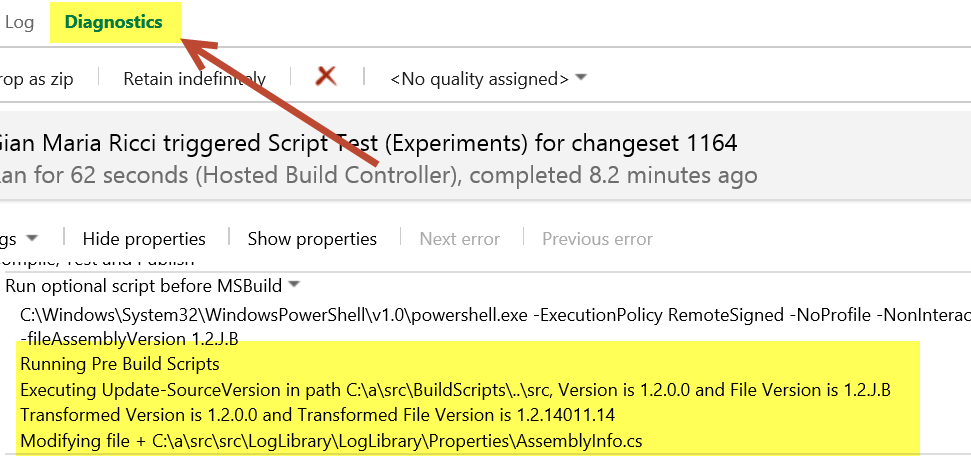 Log Diagnostics
rop as zip Retain indefinitely <No quality assigned>
Gian Maria Ricci triggered Script Test (Experiments) for changeset 1164
Ran for 62 seconds (Hosted Build Controller), completed 8.2 minutes ago
gs Hide properties Show properties Next error Previous error
ompile, Test and Publish
Run optional script before MSBuild
C:\Windows\System32\WindowsPowerShell\v1.0\powershell.exe -ExecutionPolicy RemoteSigned -NoProfile -NonInterac
-fileAssemblyVersion 1.2.J.B
Running Pre Build Scripts
Executing Update-SourceVersion in path C:\a\src\BuildScripts\..\src, Version is 1.2.0.0 and File Version is 1.2.J.B
Transformed Version is 1.2.0.0 and Transformed File Version is 1.2.14011.14
Modifying file + C:\a\src\src\LogLibrary\LogLibrary\Properties\AssemblyInfo.cs